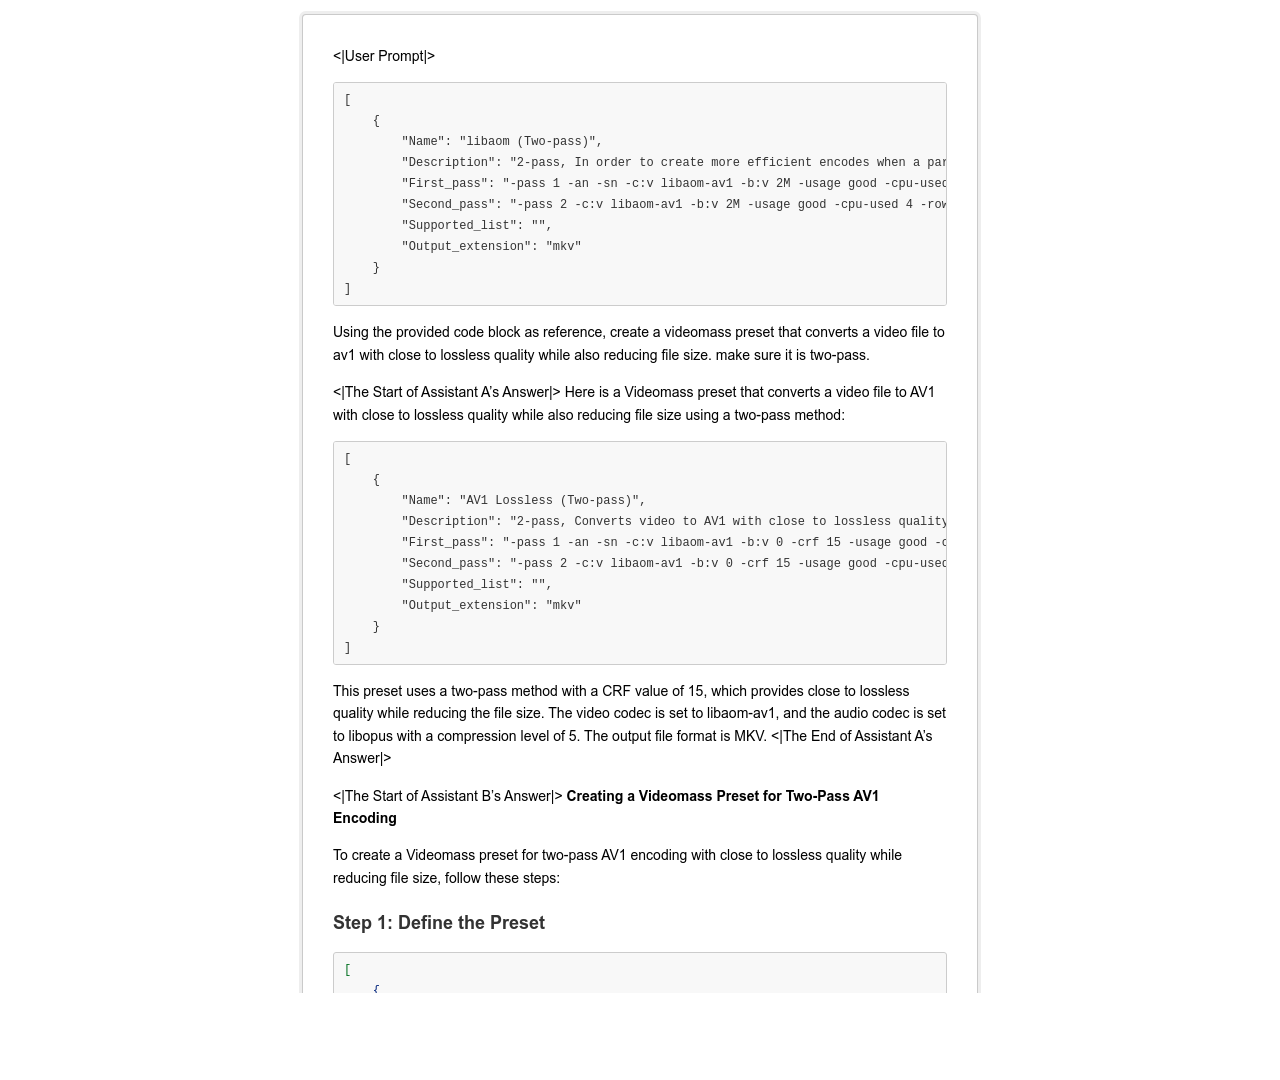 <|User Prompt|>
[
    {
        "Name": "libaom (Two-pass)",
        "Description": "2-pass, In order to create more efficient encodes when a par
        "First_pass": "-pass 1 -an -sn -c:v libaom-av1 -b:v 2M -usage good -cpu-used
        "Second_pass": "-pass 2 -c:v libaom-av1 -b:v 2M -usage good -cpu-used 4 -row
        "Supported_list": "",
        "Output_extension": "mkv"
    }
]
Using the provided code block as reference, create a videomass preset that converts a video file to
av1 with close to lossless quality while also reducing file size. make sure it is two-pass.
<|The Start of Assistant A’s Answer|> Here is a Videomass preset that converts a video file to AV1
with close to lossless quality while also reducing file size using a two-pass method:
[
    {
        "Name": "AV1 Lossless (Two-pass)",
        "Description": "2-pass, Converts video to AV1 with close to lossless quality
        "First_pass": "-pass 1 -an -sn -c:v libaom-av1 -b:v 0 -crf 15 -usage good -c
        "Second_pass": "-pass 2 -c:v libaom-av1 -b:v 0 -crf 15 -usage good -cpu-used
        "Supported_list": "",
        "Output_extension": "mkv"
    }
]
This preset uses a two-pass method with a CRF value of 15, which provides close to lossless
quality while reducing the file size. The video codec is set to libaom-av1, and the audio codec is set
to libopus with a compression level of 5. The output file format is MKV. <|The End of Assistant A’s
Answer|>
<|The Start of Assistant B’s Answer|> Creating a Videomass Preset for Two-Pass AV1
Encoding
To create a Videomass preset for two-pass AV1 encoding with close to lossless quality while
reducing file size, follow these steps:
Step 1: Define the Preset
[
    {